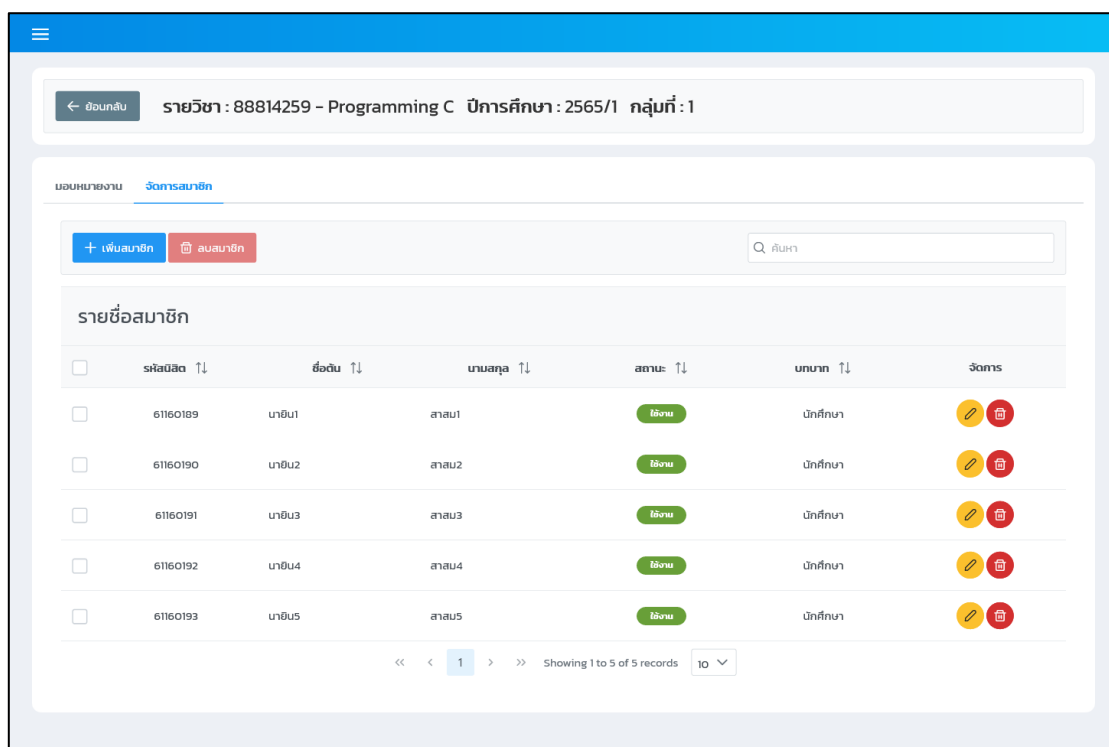 ย้อนกลับ รายวิชา : 88814259 - Programming C ปีการศึกษา : 2565/1 กลุ่มที่ : 1
มอบหมายงาน จัดการสมาชิก
เพิ่มสมาชิก ลบสมาชิก ค้นหา
รายชื่อสมาชิก
รหัสนิสิต ชื่อต้น นามสกุล สถานะ บทบาท จัดการ
61160189 นายิน1 สาสม1 ใช้งาน นักศึกษา
61160190 นายิน2 สาสม2 ใช้งาน นักศึกษา
61160191 นายิน3 สาสม3 ใช้งาน นักศึกษา
61160192 นายิน4 สาสม4 ใช้งาน นักศึกษา
61160193 นายิน5 สาสม5 ใช้งาน นักศึกษา
<< < 1 > >> Showing 1 to 5 of 5 records 10